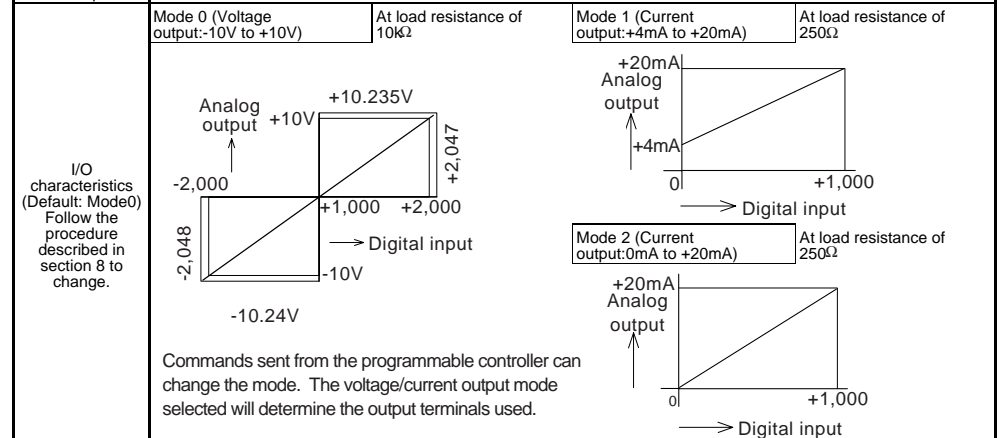 I/O
characteristics
(Default: Mode0)
Follow the
procedure
described in
section 8 to
change.
Mode 0 (Voltage
output:-10V to +10V)
At load resistance of
10kΩ
+10.235V
Analog
output
+10V
+2,047
-2,000
+1,000
+2,000
-2,048
Digital input
-10V
-10.24V
Commands sent from the programmable controller can
change the mode. The voltage/current output mode
selected will determine the output terminals used.
Mode 1 (Current
output:+4mA to +20mA)
At load resistance of
250Ω
+20mA
Analog
output
+4mA
0
+1,000
Digital input
Mode 2 (Current
output:0mA to +20mA)
At load resistance of
250Ω
+20mA
Analog
output
0
+1,000
Digital input